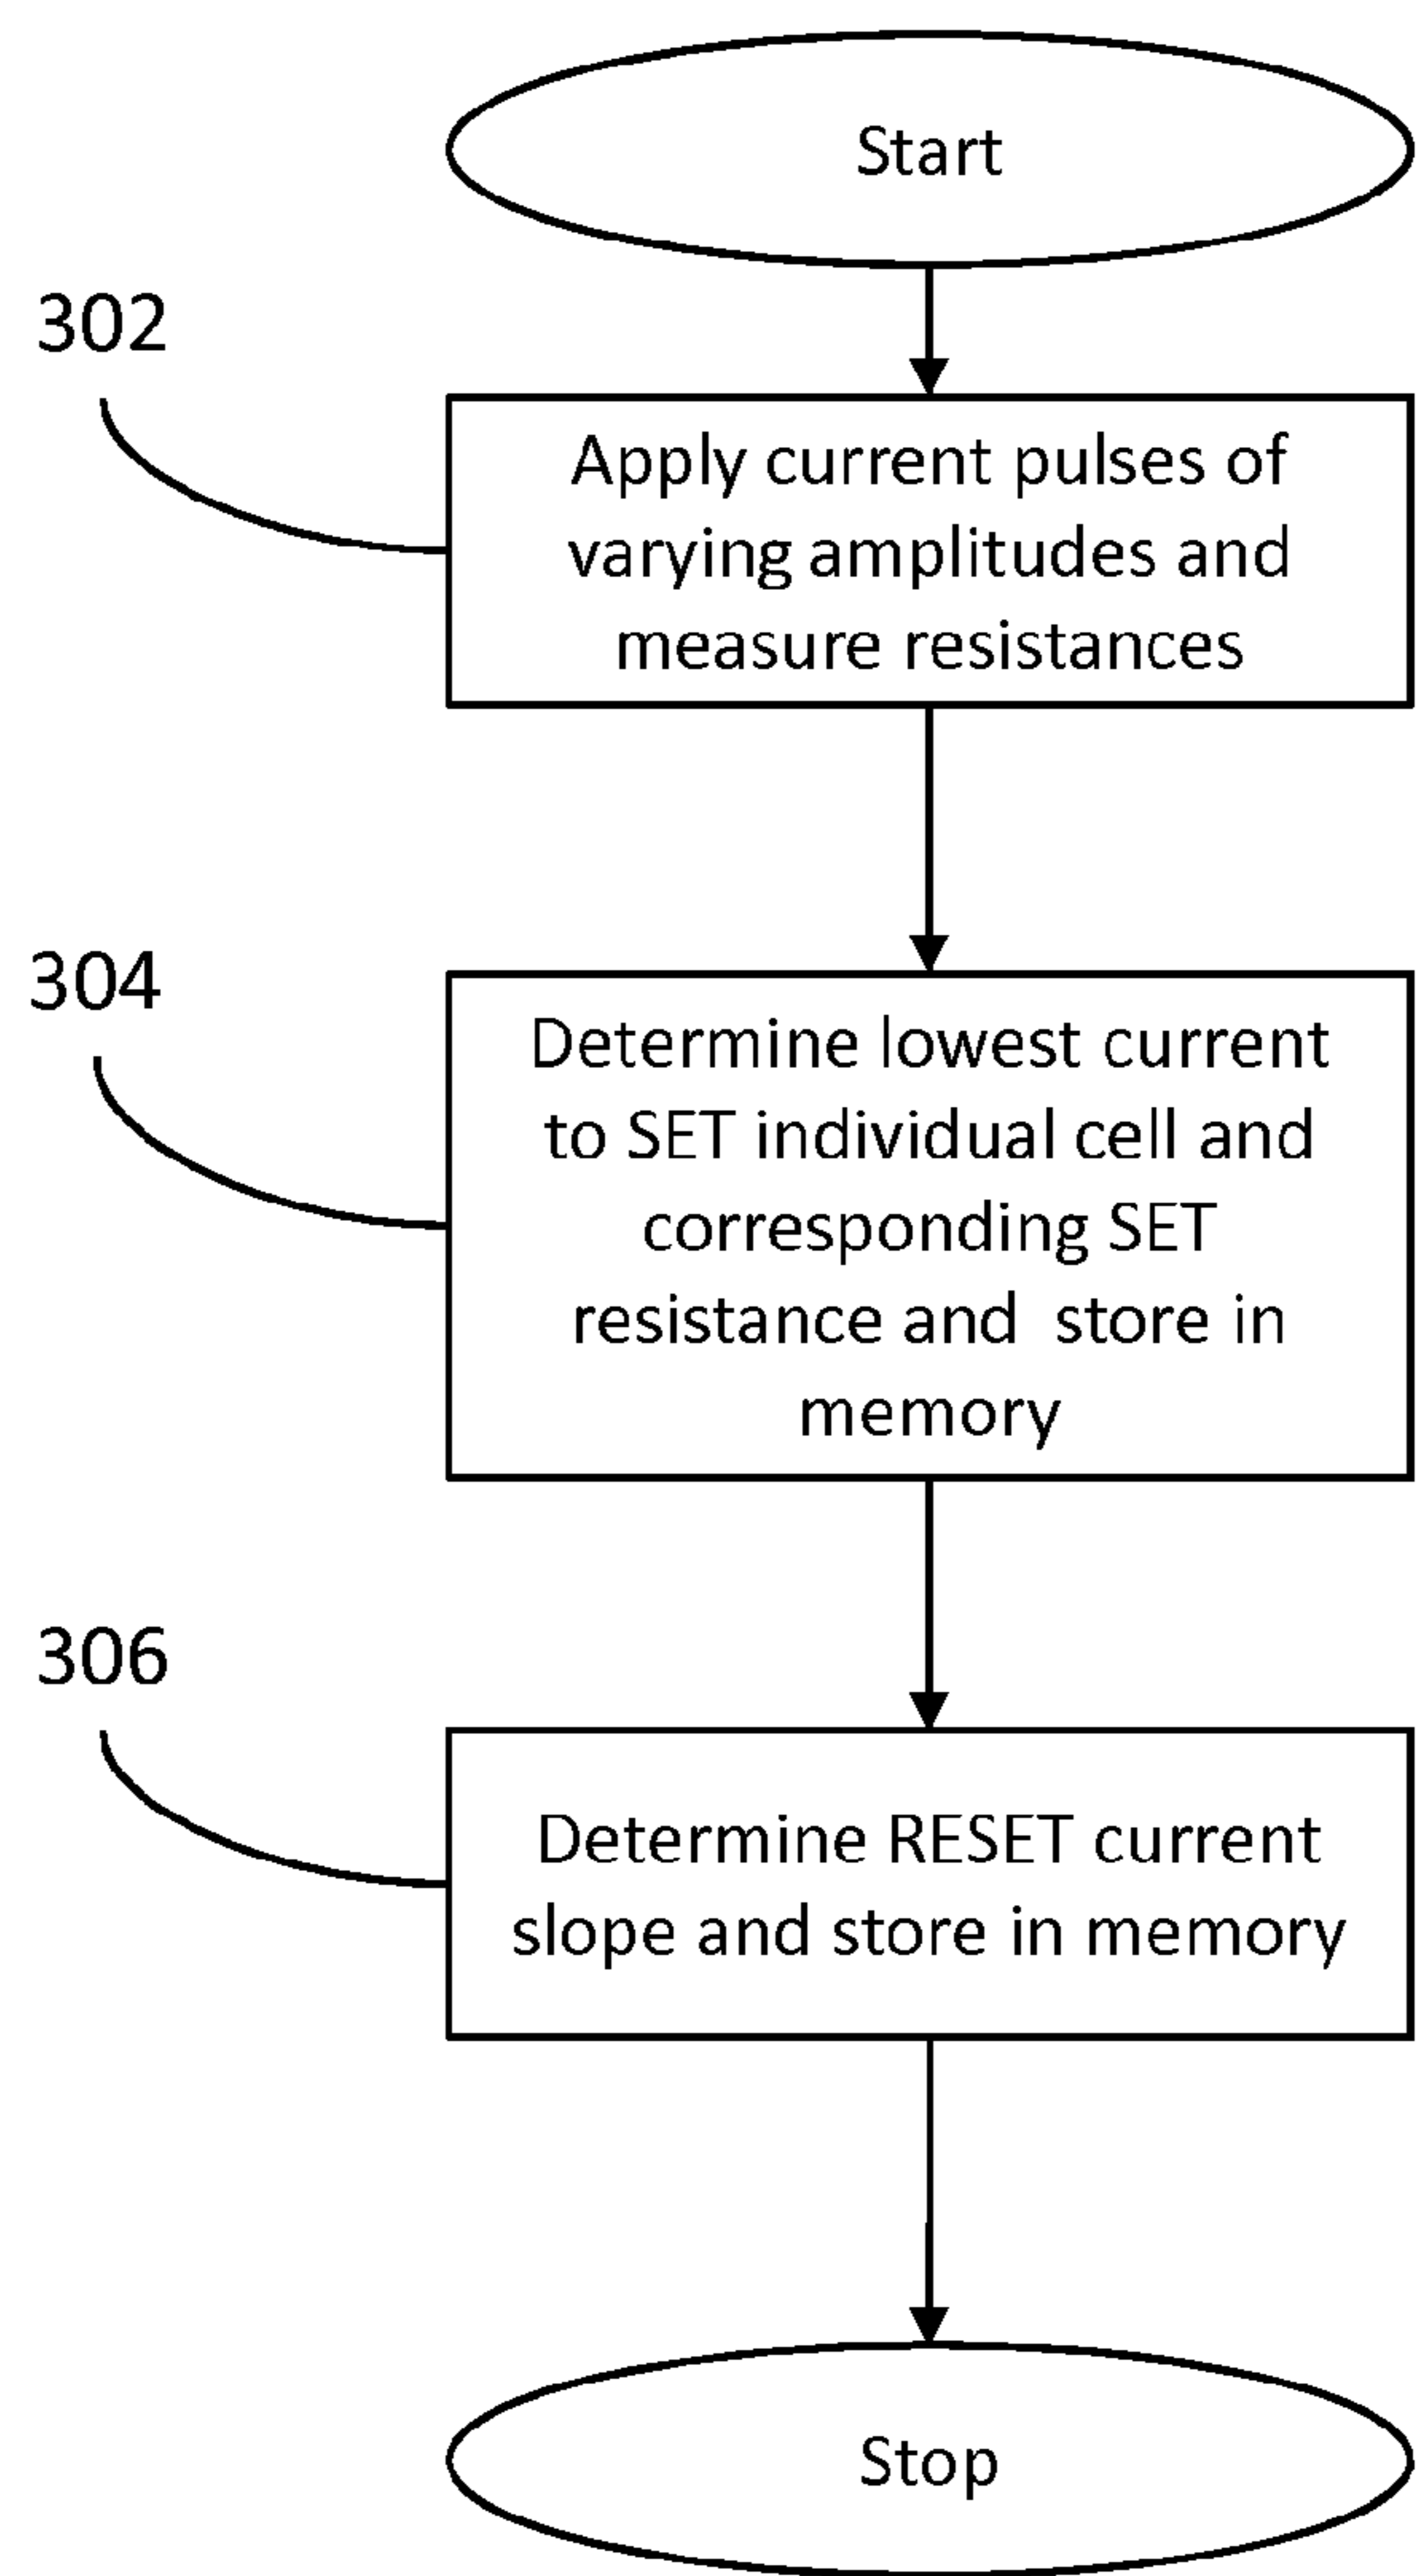 Start
302
Apply current pulses of
varying amplitudes and
measure resistances
304
Determine lowest current
to SET individual cell and
corresponding SET
resistance and store in
memory
306
Determine RESET current
slope and store in memory
Stop